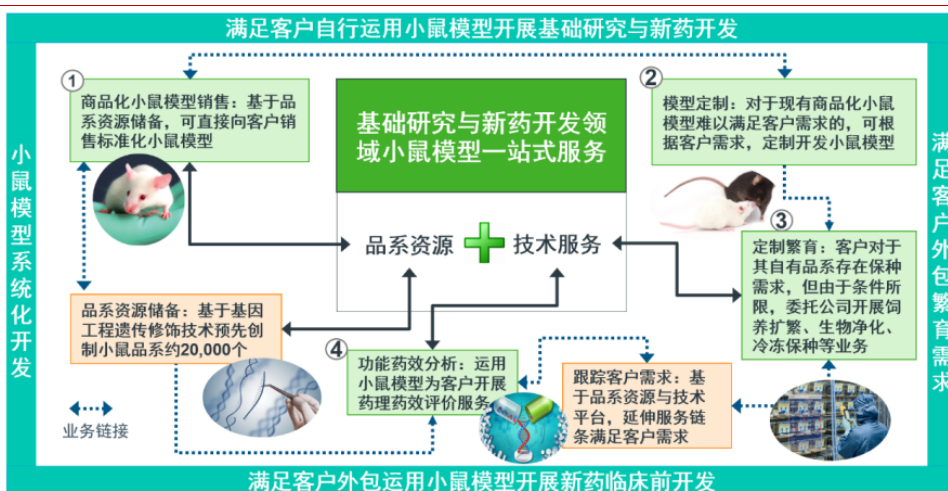 满足客户自行运用小鼠模型开展基础研究与新药开发
①
商品化小鼠模型销售：基于品
系资源储备，可直接向客户销
售标准化小鼠模型
基础研究与新药开发领
域小鼠模型一站式服务
②
模型定制：对于现有商品化小鼠
模型难以满足客户需求的，可根
据客户需求，定制开发小鼠模型
小鼠模型系统化开发
满足客户外包繁育需求
品系资源
技术服务
③
定制繁育：客户对于
其自有品系存在保种
需求，但由于条件所
限，委托公司开展饲
养扩繁、生物净化、
冷冻保种等业务
品系资源储备：基于基因
工程遗传修饰技术预先创
制小鼠品系约20,000个
④
功能药效分析：运用
小鼠模型为客户开展
药理药效评价服务
跟踪客户需求：基
于品系资源与技术
平台，延伸服务链
条满足客户需求
业务链接
满足客户外包运用小鼠模型开展新药临床前开发